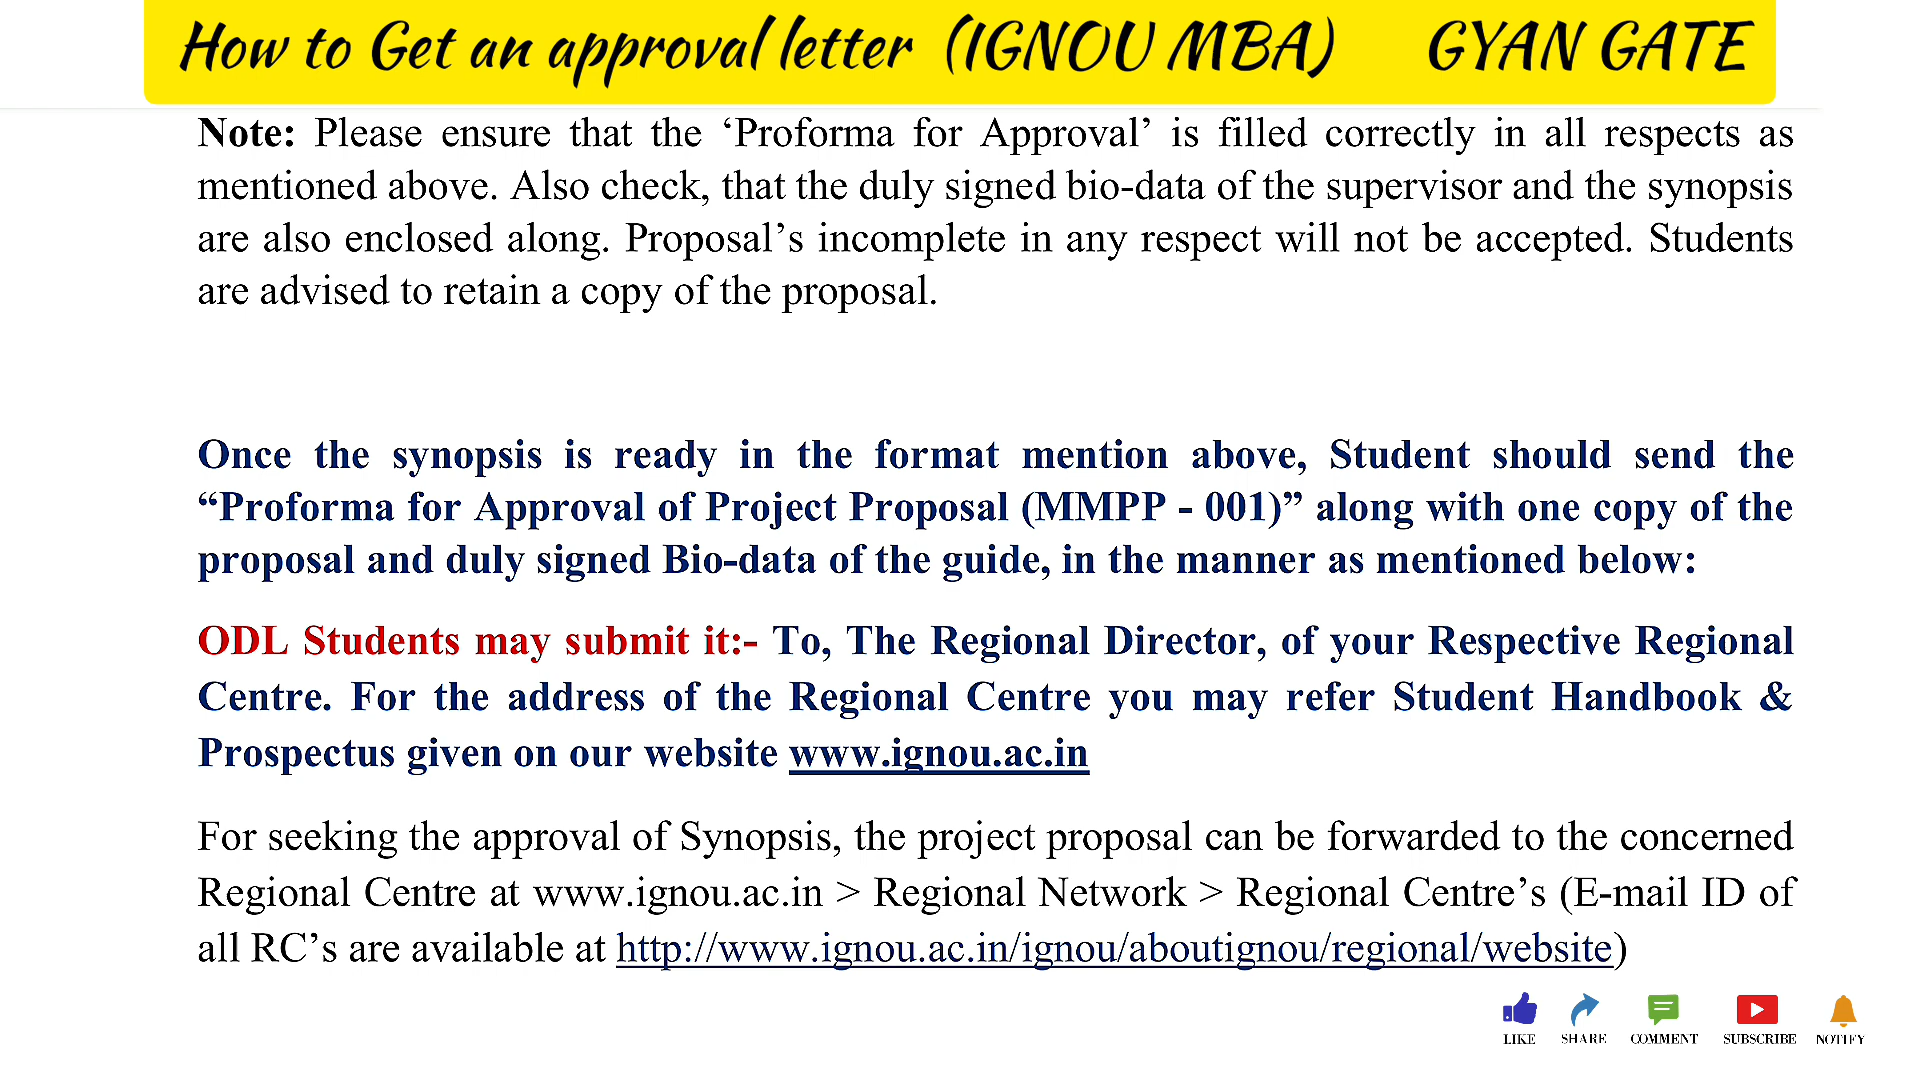 How to Get an approval letter (IGNOU MBA) GYAN GATE
Note: Please ensure that the ‘Proforma for Approval’ is filled correctly in all respects as
mentioned above. Also check, that the duly signed bio-data of the supervisor and the synopsis
are also enclosed along. Proposal’s incomplete in any respect will not be accepted. Students
are advised to retain a copy of the proposal.
Once the synopsis is ready in the format mention above, Student should send the
“Proforma for Approval of Project Proposal (MMPP - 001)” along with one copy of the
proposal and duly signed Bio-data of the guide, in the manner as mentioned below:
ODL Students may submit it:- To, The Regional Director, of your Respective Regional
Centre. For the address of the Regional Centre you may refer Student Handbook &
Prospectus given on our website www.ignou.ac.in
For seeking the approval of Synopsis, the project proposal can be forwarded to the concerned
Regional Centre at www.ignou.ac.in > Regional Network > Regional Centre’s (E-mail ID of
all RC’s are available at http://www.ignou.ac.in/ignou/aboutignou/regional/website)
LIKE SHARE COMMENT SUBSCRIBE NOTIFY